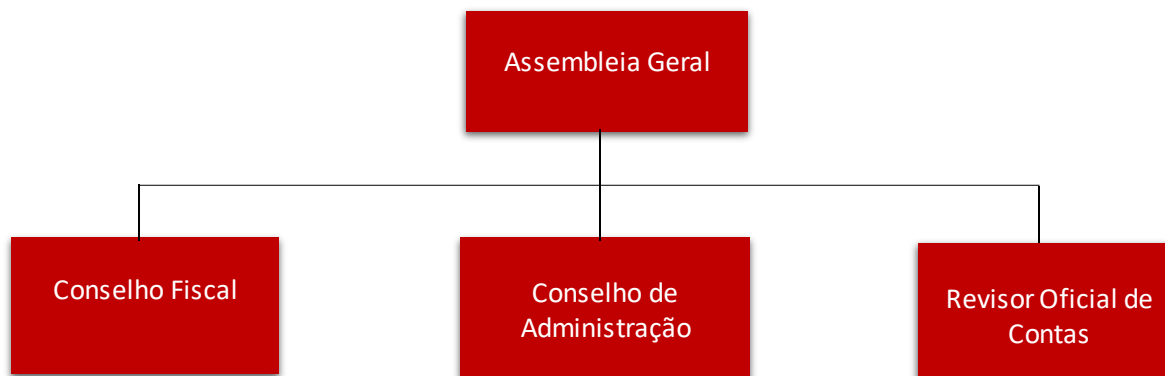 Assembleia Geral
Conselho Fiscal
Conselho de
Administração
Revisor Oficial de
Contas